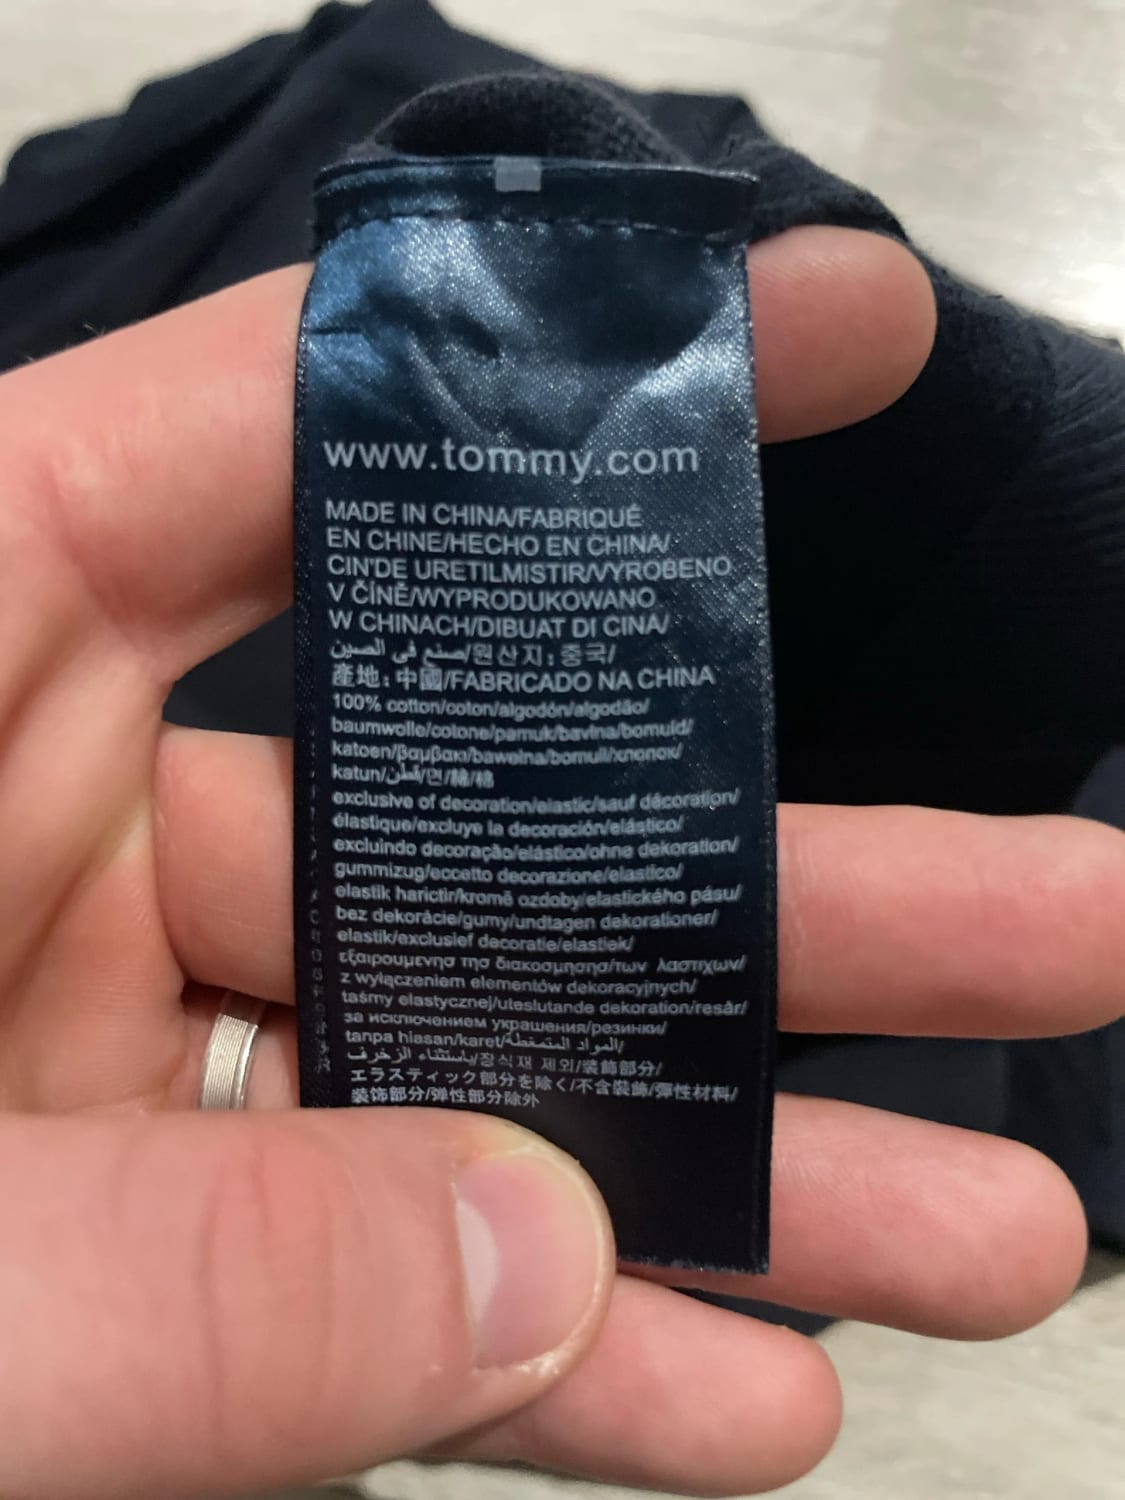 www.tommy.com
MADE IN CHINA/FABRIQUÉ
EN CHINE/HECHO EN CHINA/
CIN'DE URETILMISTIR/VYROBENO
V ČÍNĚ/WYPRODUKOWANO
W CHINACH/DIBUAT DI CINA/
صنع في الصين/원산지: 중국/
產地: 中國/FABRICADO NA CHINA
100% cotton/coton/algodón/algodão/
baumwolle/cotone/pamuk/bavlna/bomuld/
katoen/βαμβακι/bawełna/bomull/хлопок/
katun/قطن/면/綿/棉
exclusive of decoration/elastic/sauf décoration/
élastique/excluye la decoración/elástico/
excluindo decoração/elástico/ohne dekoration/
gummizug/eccetto decorazione/elastico/
elastik harictir/kromě ozdoby/elastického pásu/
bez dekorácie/gumy/undtagen dekorationer/
elastik/exclusief decoratie/elastiek/
εξαιρουμενησ τησ διακοσμησησ/των λαστιχων/
z wyłączeniem elementów dekoracyjnych/
taśmy elastycznej/uteslutande dekoration/resår/
за исключением украшения/резинки/
tanpa hiasan/karet/المواد المتمغطة/
باستثناء الزخرف/장식재 제외/装飾部分/
エラスティック部分を除く/不含裝飾/彈性材料/
装饰部分/弹性部分除外